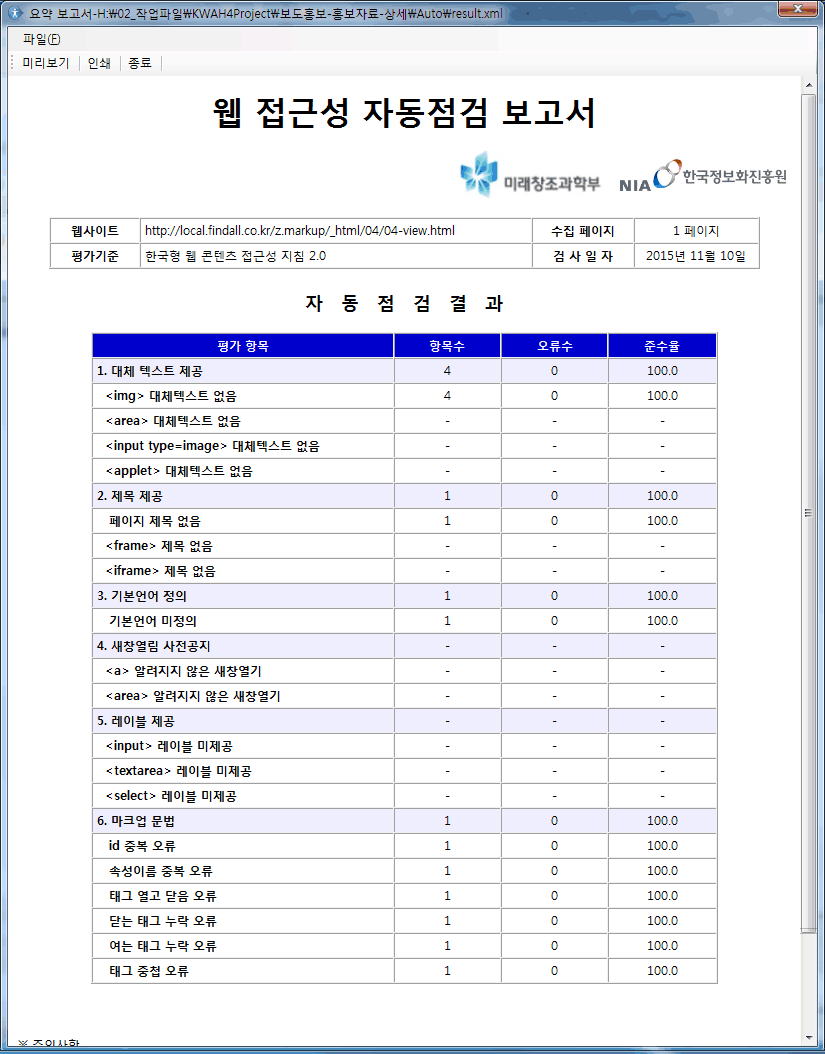 요약 보고서-H:\02_작업파일\KWAH4Project\보도홍보-홍보자료-상세\Auto\result.xml
파일(F)
미리보기 인쇄 종료
웹 접근성 자동점검 보고서
미래창조과학부 NIA 한국정보화진흥원
웹사이트 http://local.findall.co.kr/z.markup/_html/04/04-view.html 수집 페이지 1 페이지
평가기준 한국형 웹 콘텐츠 접근성 지침 2.0 검 사 일 자 2015년 11월 10일
자 동 점 검 결 과
평가 항목 항목수 오류수 준수율
1. 대체 텍스트 제공 4 0 100.0
<img> 대체텍스트 없음 4 0 100.0
<area> 대체텍스트 없음 - - -
<input type=image> 대체텍스트 없음 - - -
<applet> 대체텍스트 없음 - - -
2. 제목 제공 1 0 100.0
페이지 제목 없음 1 0 100.0
<frame> 제목 없음 - - -
<iframe> 제목 없음 - - -
3. 기본언어 정의 1 0 100.0
기본언어 미정의 1 0 100.0
4. 새창열림 사전공지 - - -
<a> 알려지지 않은 새창열기 - - -
<area> 알려지지 않은 새창열기 - - -
5. 레이블 제공 - - -
<input> 레이블 미제공 - - -
<textarea> 레이블 미제공 - - -
<select> 레이블 미제공 - - -
6. 마크업 문법 1 0 100.0
id 중복 오류 1 0 100.0
속성이름 중복 오류 1 0 100.0
태그 열고 닫음 오류 1 0 100.0
닫는 태그 누락 오류 1 0 100.0
여는 태그 누락 오류 1 0 100.0
태그 중첩 오류 1 0 100.0
※ 주의사항